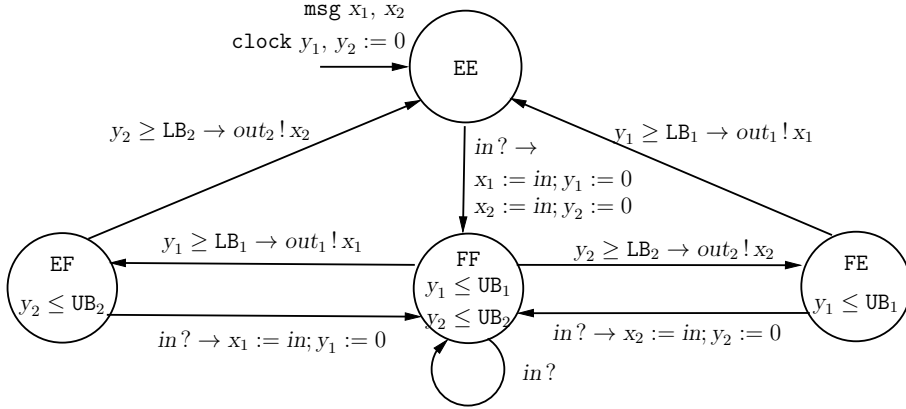 msg x₁, x₂
clock y₁, y₂ := 0
EE
y₂ ≥ LB₂ → out₂ ! x₂
y₁ ≥ LB₁ → out₁ ! x₁
in ? →
x₁ := in; y₁ := 0
x₂ := in; y₂ := 0
y₁ ≥ LB₁ → out₁ ! x₁
y₂ ≥ LB₂ → out₂ ! x₂
EF
y₂ ≤ UB₂
FF
y₁ ≤ UB₁
y₂ ≤ UB₂
FE
y₁ ≤ UB₁
in ? → x₁ := in; y₁ := 0
in ? → x₂ := in; y₂ := 0
in ?